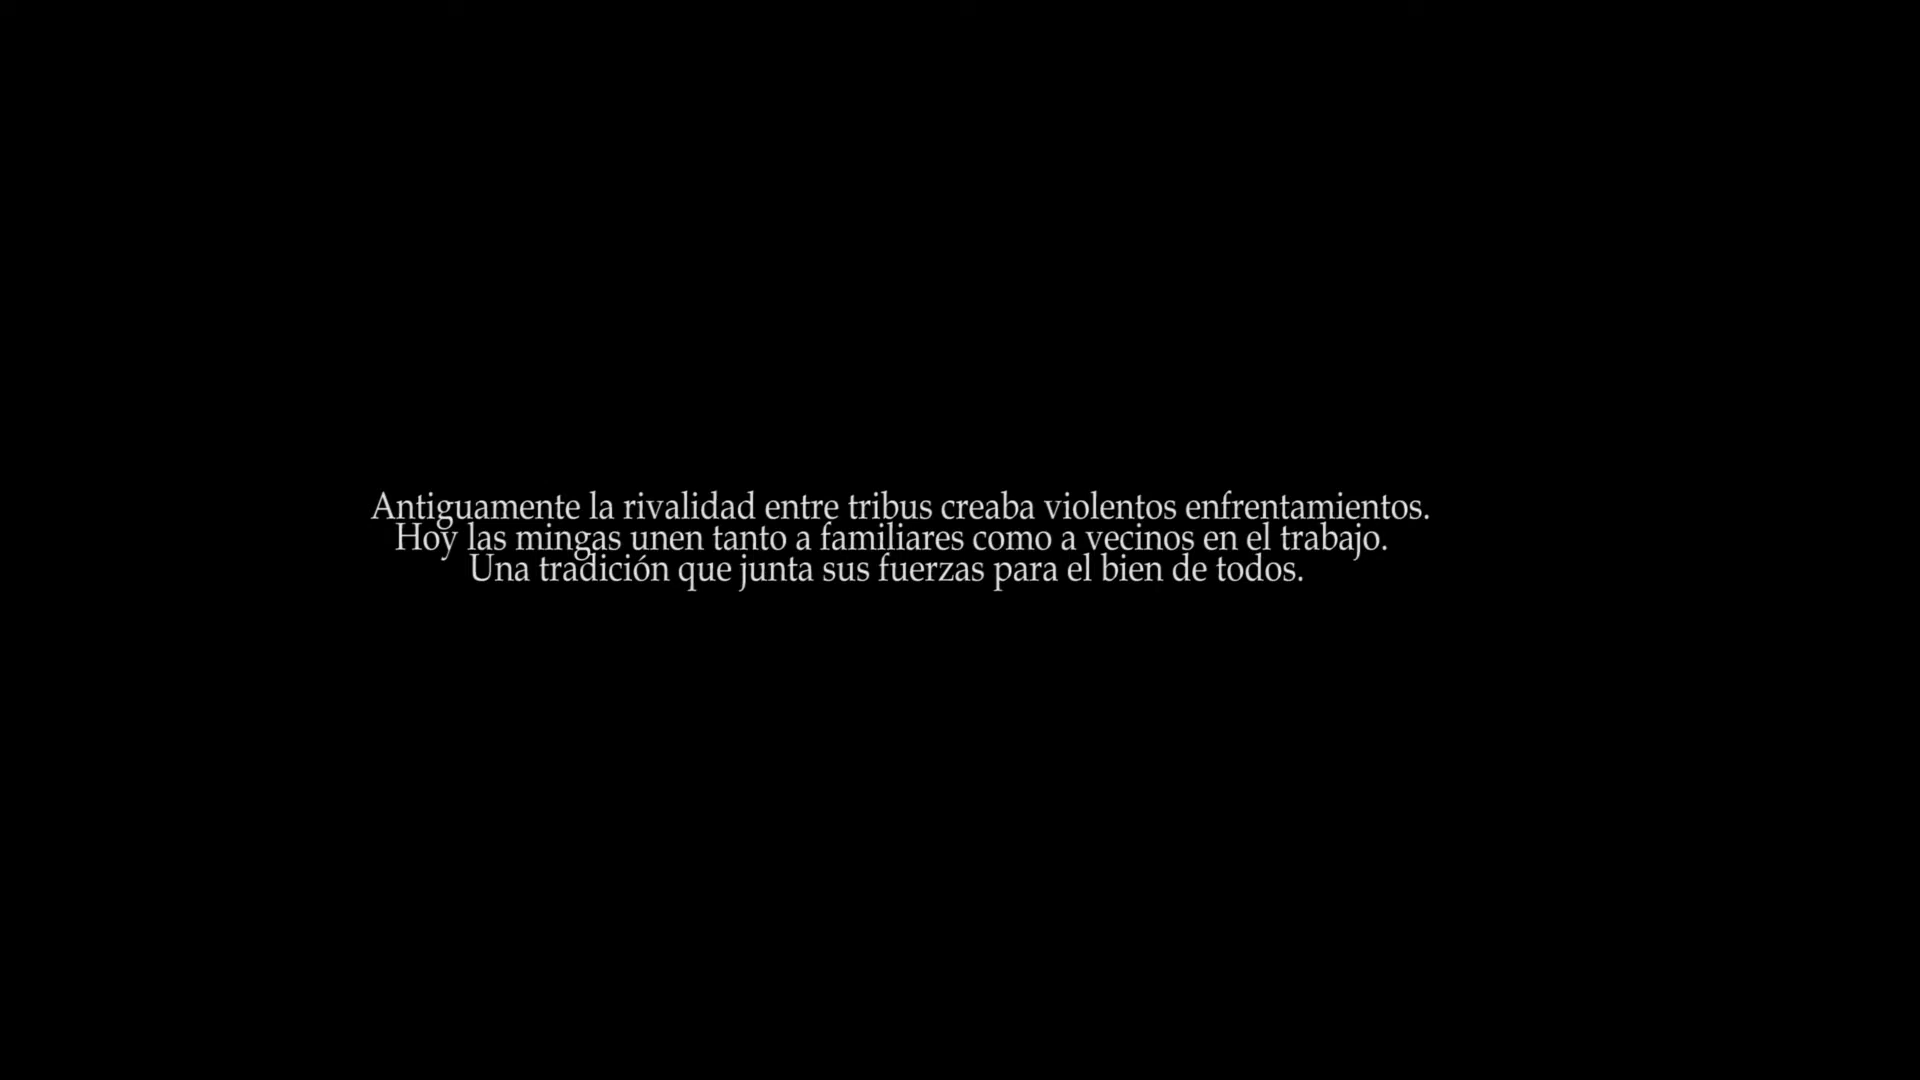 Antiguamente la rivalidad entre tribus creaba violentos enfrentamientos.
Hoy las mingas unen tanto a familiares como a vecinos en el trabajo.
Una tradición que junta sus fuerzas para el bien de todos.